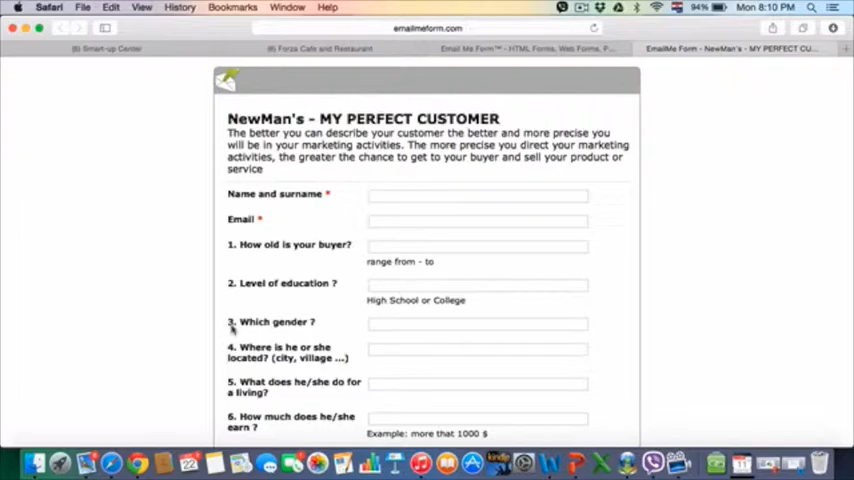 Safari File Edit View History Bookmarks Window Help 94% Mon 8:10 PM
emailmeform.com
(6) Smart-up Center (6) Forza Cafe and Restaurant Email Me Form™ - HTML Forms, Web Forms, P... EmailMe Form - NewMan's - MY PERFECT CU...
NewMan's - MY PERFECT CUSTOMER
The better you can describe your customer the better and more precise you
will be in your marketing activities. The more precise you direct your marketing
activities, the greater the chance to get to your buyer and sell your product or
service
Name and surname *
Email *
1. How old is your buyer?
range from - to
2. Level of education ?
High School or College
3. Which gender ?
4. Where is he or she
located? (city, village ...)
5. What does he/she do for
a living?
6. How much does he/she
earn ?
Example: more that 1000 $
22
11